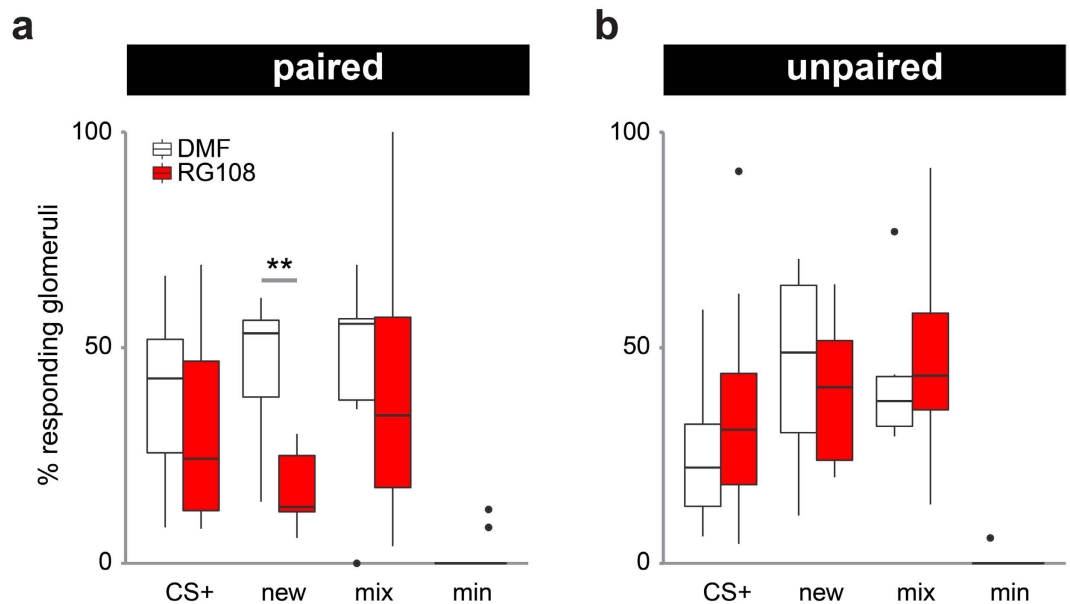 a
paired
100
DMF
RG108
**
% responding glomeruli
50
0
CS+ new mix min
b
unpaired
100
50
0
CS+ new mix min